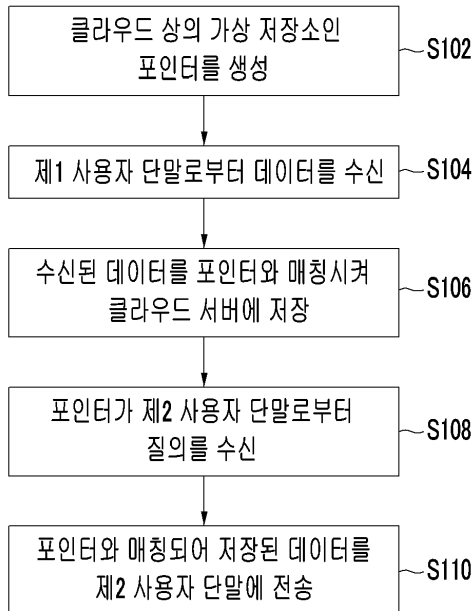 클라우드 상의 가상 저장소인
포인터를 생성
S102
제1 사용자 단말로부터 데이터를 수신
S104
수신된 데이터를 포인터와 매칭시켜
클라우드 서버에 저장
S106
포인터가 제2 사용자 단말로부터
질의를 수신
S108
포인터와 매칭되어 저장된 데이터를
제2 사용자 단말에 전송
S110